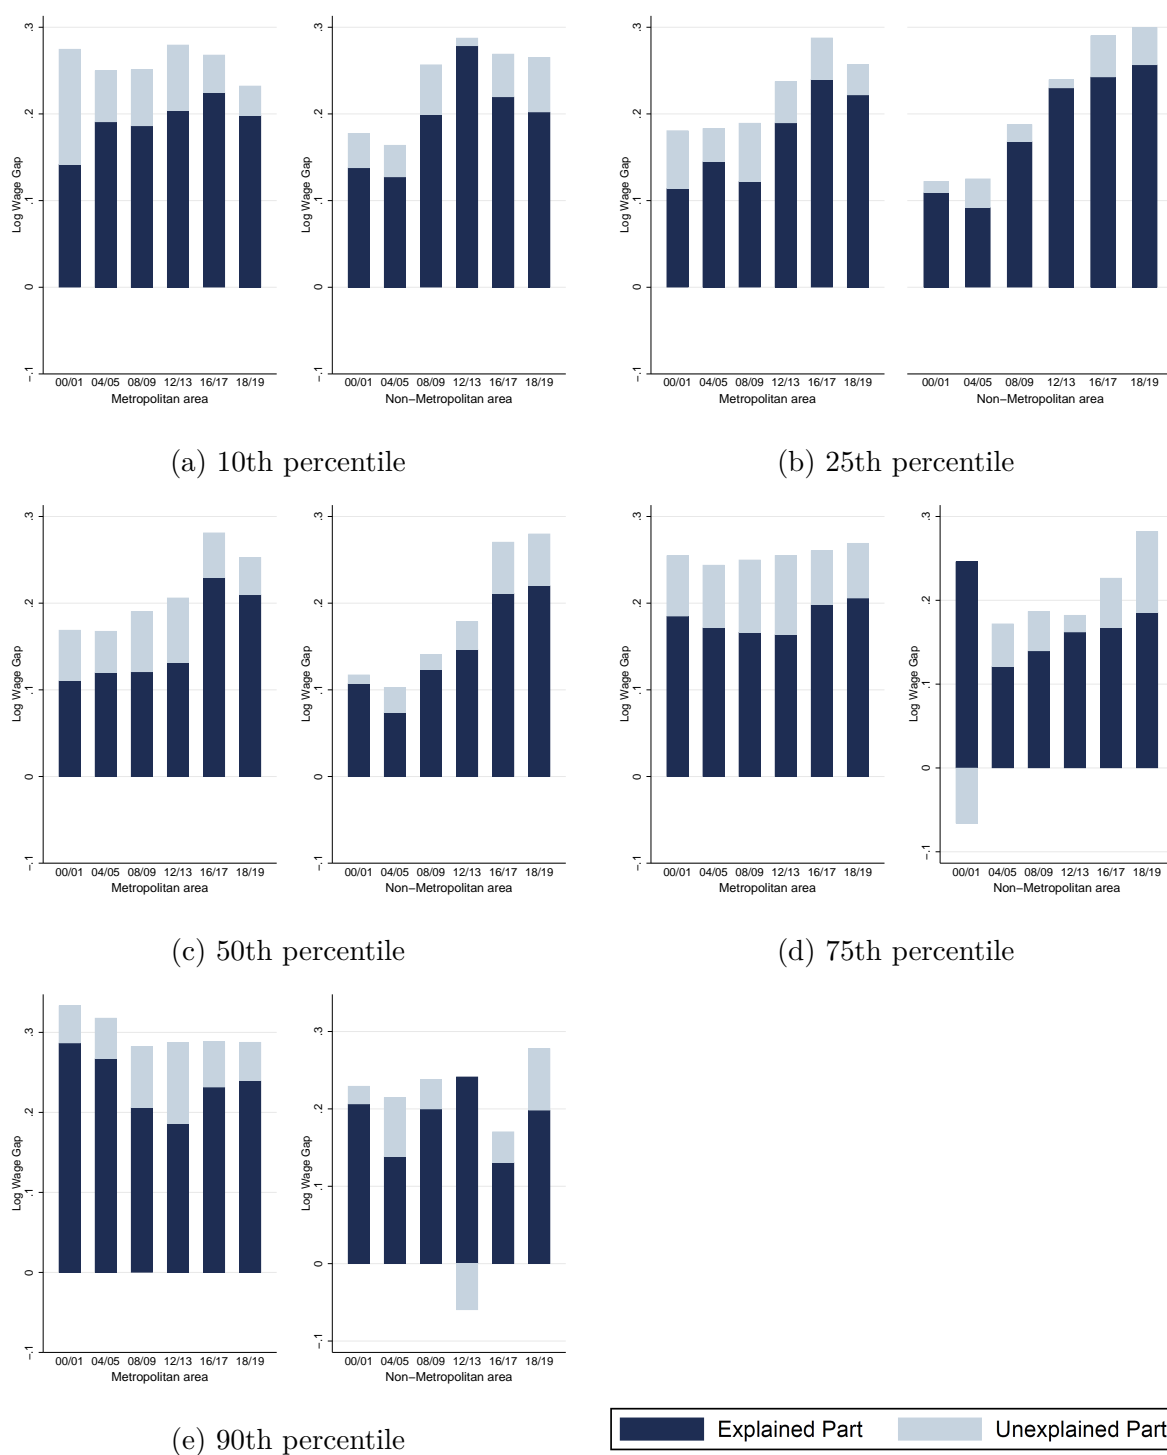 .3
.2
Log Wage Gap
.1
0
−.1
00/01 04/05 08/09 12/13 16/17 18/19
Metropolitan area
.3
.2
Log Wage Gap
.1
0
−.1
00/01 04/05 08/09 12/13 16/17 18/19
Non−Metropolitan area
(a) 10th percentile
.3
.2
Log Wage Gap
.1
0
−.1
00/01 04/05 08/09 12/13 16/17 18/19
Metropolitan area
00/01 04/05 08/09 12/13 16/17 18/19
Non−Metropolitan area
(b) 25th percentile
.3
.2
Log Wage Gap
.1
0
−.1
00/01 04/05 08/09 12/13 16/17 18/19
Metropolitan area
.3
.2
Log Wage Gap
.1
0
−.1
00/01 04/05 08/09 12/13 16/17 18/19
Non−Metropolitan area
(c) 50th percentile
.3
.2
Log Wage Gap
.1
0
−.1
00/01 04/05 08/09 12/13 16/17 18/19
Metropolitan area
.3
.2
Log Wage Gap
.1
0
−.1
00/01 04/05 08/09 12/13 16/17 18/19
Non−Metropolitan area
(d) 75th percentile
.3
.2
Log Wage Gap
.1
0
−.1
00/01 04/05 08/09 12/13 16/17 18/19
Metropolitan area
.3
.2
Log Wage Gap
.1
0
−.1
00/01 04/05 08/09 12/13 16/17 18/19
Non−Metropolitan area
(e) 90th percentile
Explained Part Unexplained Part